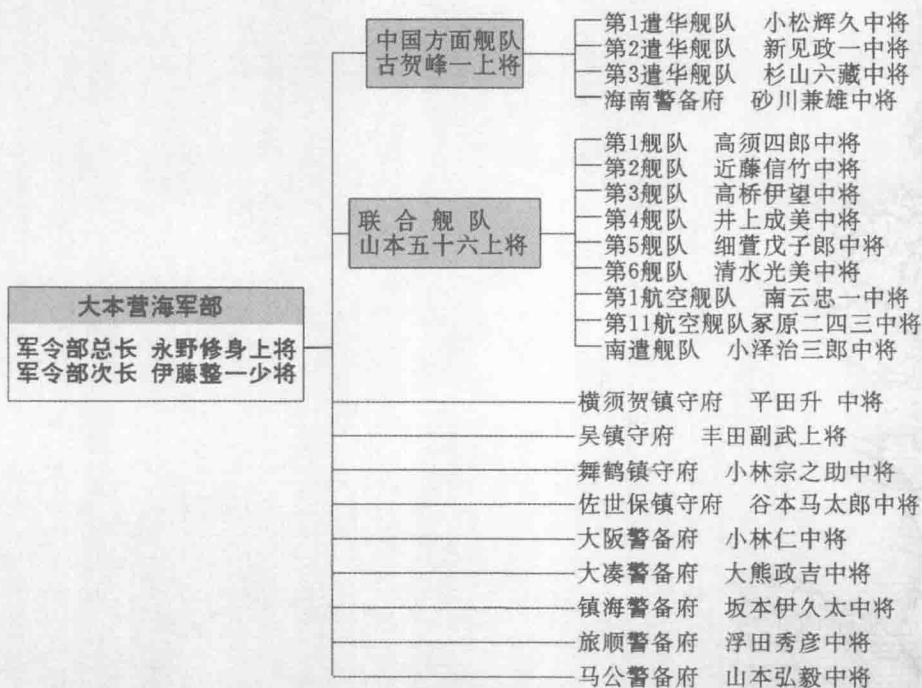 大本营海军部
军令部总长 永野修身上将
军令部次长 伊藤整一少将
中国方面舰队
古贺峰一上将
第1遣华舰队 小松辉久中将
第2遣华舰队 新见政一中将
第3遣华舰队 杉山六藏中将
海南警备府 砂川兼雄中将
联合舰队
山本五十六上将
第1舰队 高须四郎中将
第2舰队 近藤信竹中将
第3舰队 高桥伊望中将
第4舰队 井上成美中将
第5舰队 细萱戊子郎中将
第6舰队 清水光美中将
第1航空舰队 南云忠一中将
第11航空舰队冢原二四三中将
南遣舰队 小泽治三郎中将
横须贺镇守府 平田升 中将
吴镇守府 丰田副武上将
舞鹤镇守府 小林宗之助中将
佐世保镇守府 谷本马太郎中将
大阪警备府 小林仁中将
大凑警备府 大熊政吉中将
镇海警备府 坂本伊久太中将
旅顺警备府 浮田秀彦中将
马公警备府 山本弘毅中将